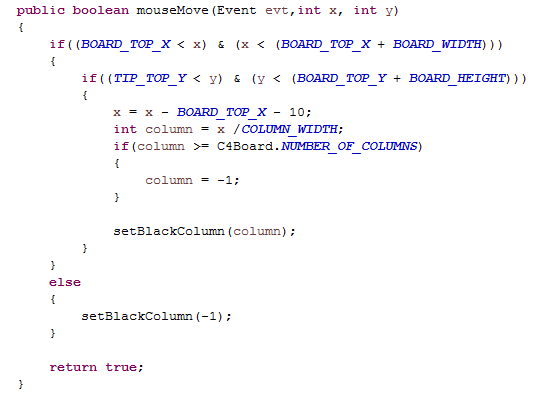 public boolean mouseMove(Event evt,int x, int y)
{
if((BOARD_TOP_X < x) & (x < (BOARD_TOP_X + BOARD_WIDTH)))
{
if((TIP_TOP_Y < y) & (y < (BOARD_TOP_Y + BOARD_HEIGHT)))
{
x = x - BOARD_TOP_X - 10;
int column = x /COLUMN_WIDTH;
if(column >= C4Board.NUMBER_OF_COLUMNS)
{
column = -1;
}
setBlackColumn(column);
}
}
else
{
setBlackColumn(-1);
}
return true;
}